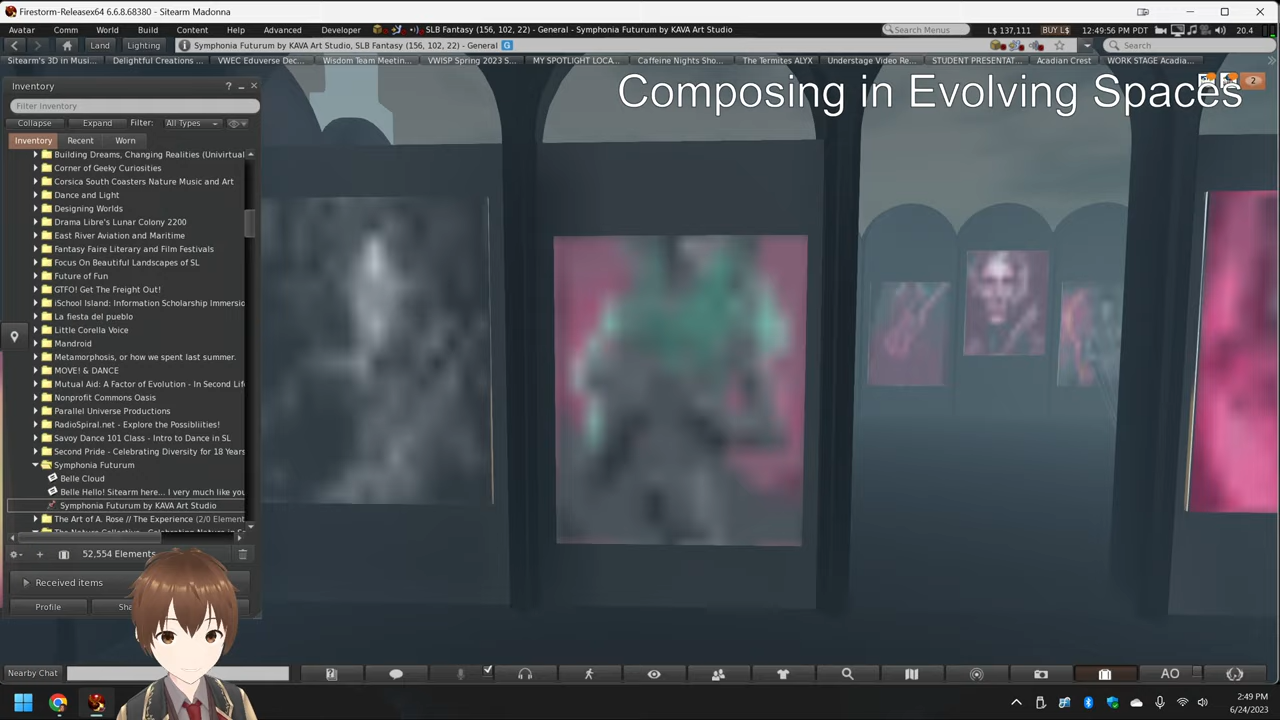 Firestorm-Releasex64 6.6.8.68380 - Sitearm Madonna
Avatar Comm World Build Content Help Advanced Developer SLB Fantasy (156, 102, 22) - General - Symphonia Futurum by KAVA Art Studio Search Menus L$ 137,111 BUY L$ 12:49:56 PM PDT 20.4
Land Lighting Symphonia Futurum by KAVA Art Studio, SLB Fantasy (156, 102, 22) - General G Search
Sitearm's 3D in Musi... Delightful Creations ... VWEC Eduverse Dec... Wisdom Team Meetin... VWISP Spring 2023 S... MY SPOTLIGHT LOCA... Caffeine Nights Sho... The Termites ALYX Understage Video Re... STUDENT PRESENTAT... Acadian Crest WORK STAGE Acadia...
Composing in Evolving Spaces
2
Inventory
Filter Inventory
Collapse Expand Filter: All Types
Inventory Recent Worn
Building Dreams, Changing Realities (Univirtual
Corner of Geeky Curiosities
Corsica South Coasters Nature Music and Art
Dance and Light
Designing Worlds
Drama Libre's Lunar Colony 2200
East River Aviation and Maritime
Fantasy Faire Literary and Film Festivals
Focus On Beautiful Landscapes of SL
Future of Fun
GTFO! Get The Freight Out!
iSchool Island: Information Scholarship Immersio
La fiesta del pueblo
Little Corella Voice
Mandroid
Metamorphosis, or how we spent last summer.
MOVE! & DANCE
Mutual Aid: A Factor of Evolution - In Second Life
Nonprofit Commons Oasis
Parallel Universe Productions
RadioSpiral.net - Explore the Possibliities!
Savoy Dance 101 Class - Intro to Dance in SL
Second Pride - Celebrating Diversity for 18 Years
Symphonia Futurum
Belle Cloud
Belle Hello! Sitearm here... I very much like you
Symphonia Futurum by KAVA Art Studio
The Art of A. Rose // The Experience (2/0 Element
52,554 Elements
Received items
Profile Sha
Nearby Chat AO
2:49 PM
6/24/2023